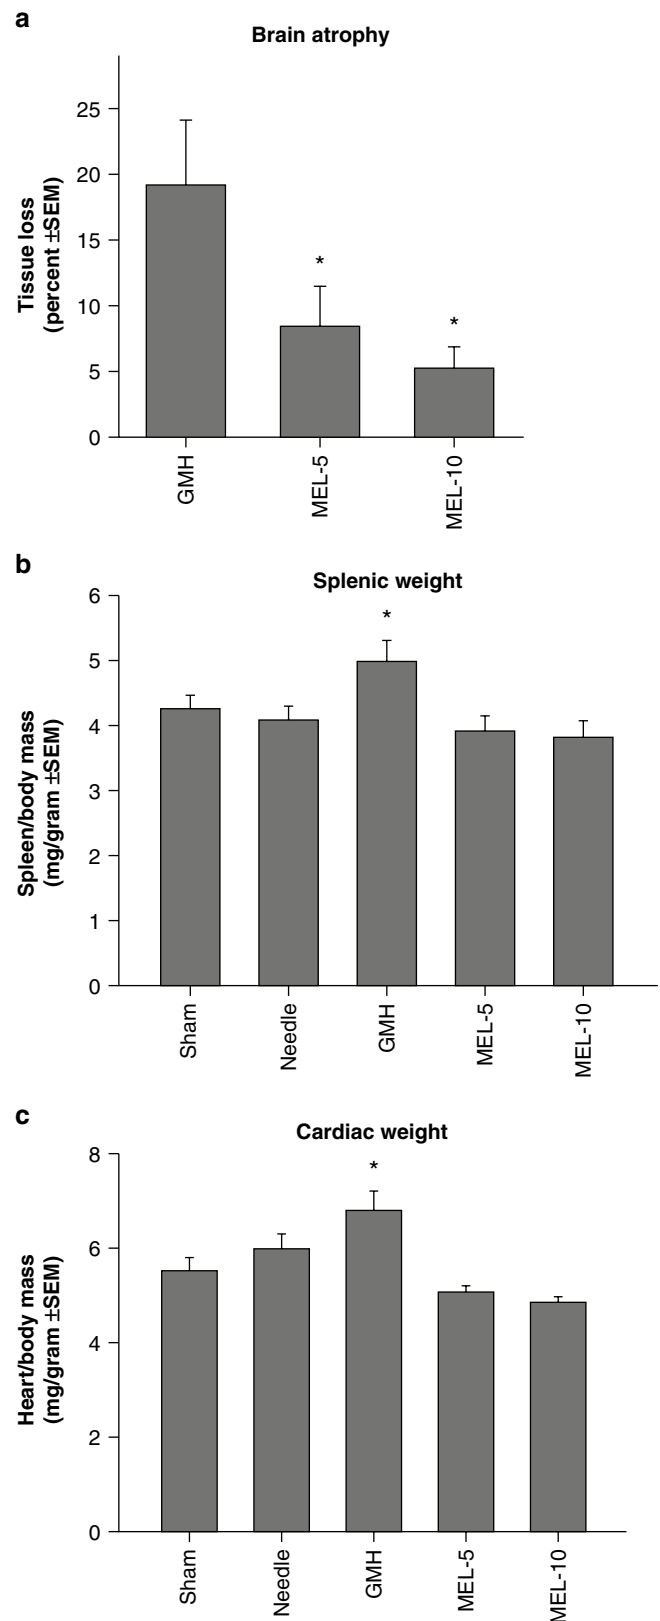 a
Brain atrophy
Tissue loss
(percent ±SEM)
25
20
15
10
5
0
*
*
GMH
MEL-5
MEL-10
b
Splenic weight
Spleen/body mass
(mg/gram ±SEM)
6
5
4
3
2
1
0
*
Sham
Needle
GMH
MEL-5
MEL-10
c
Cardiac weight
Heart/body mass
(mg/gram ±SEM)
8
6
4
2
0
*
Sham
Needle
GMH
MEL-5
MEL-10